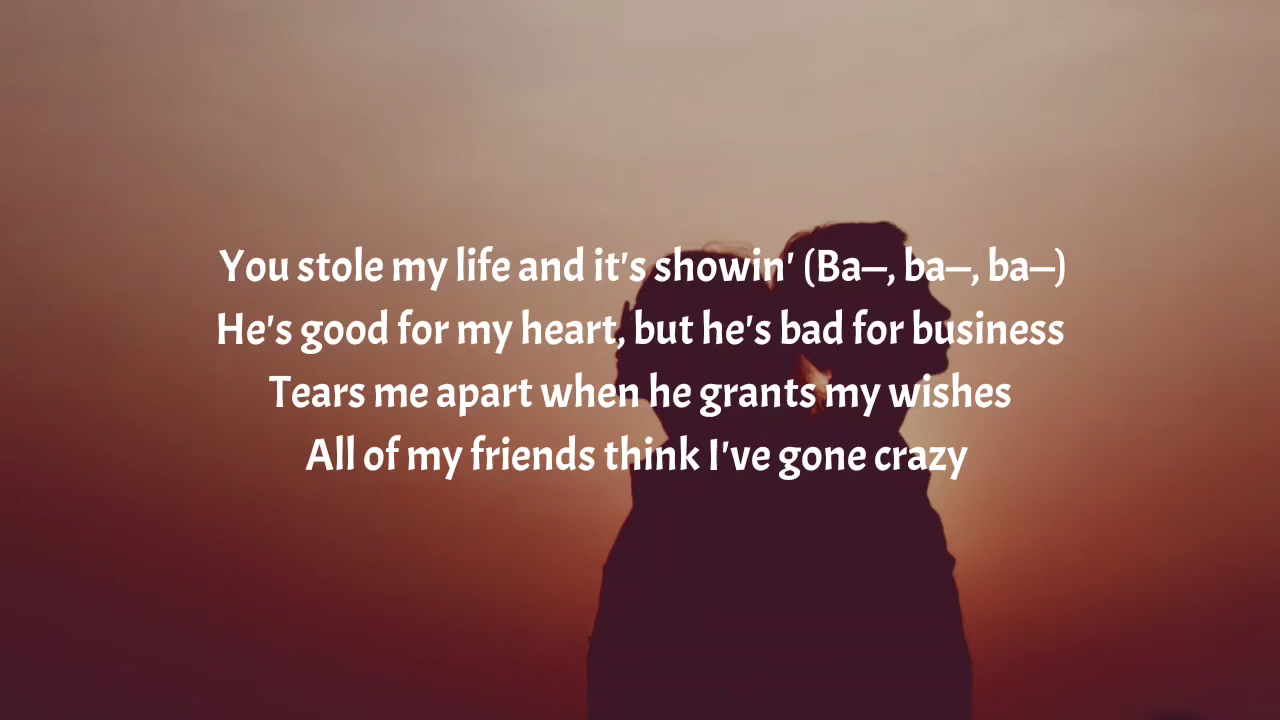 You stole my life and it's showin' (Ba—, ba—, ba—)
He's good for my heart, but he's bad for business
Tears me apart when he grants my wishes
All of my friends think I've gone crazy